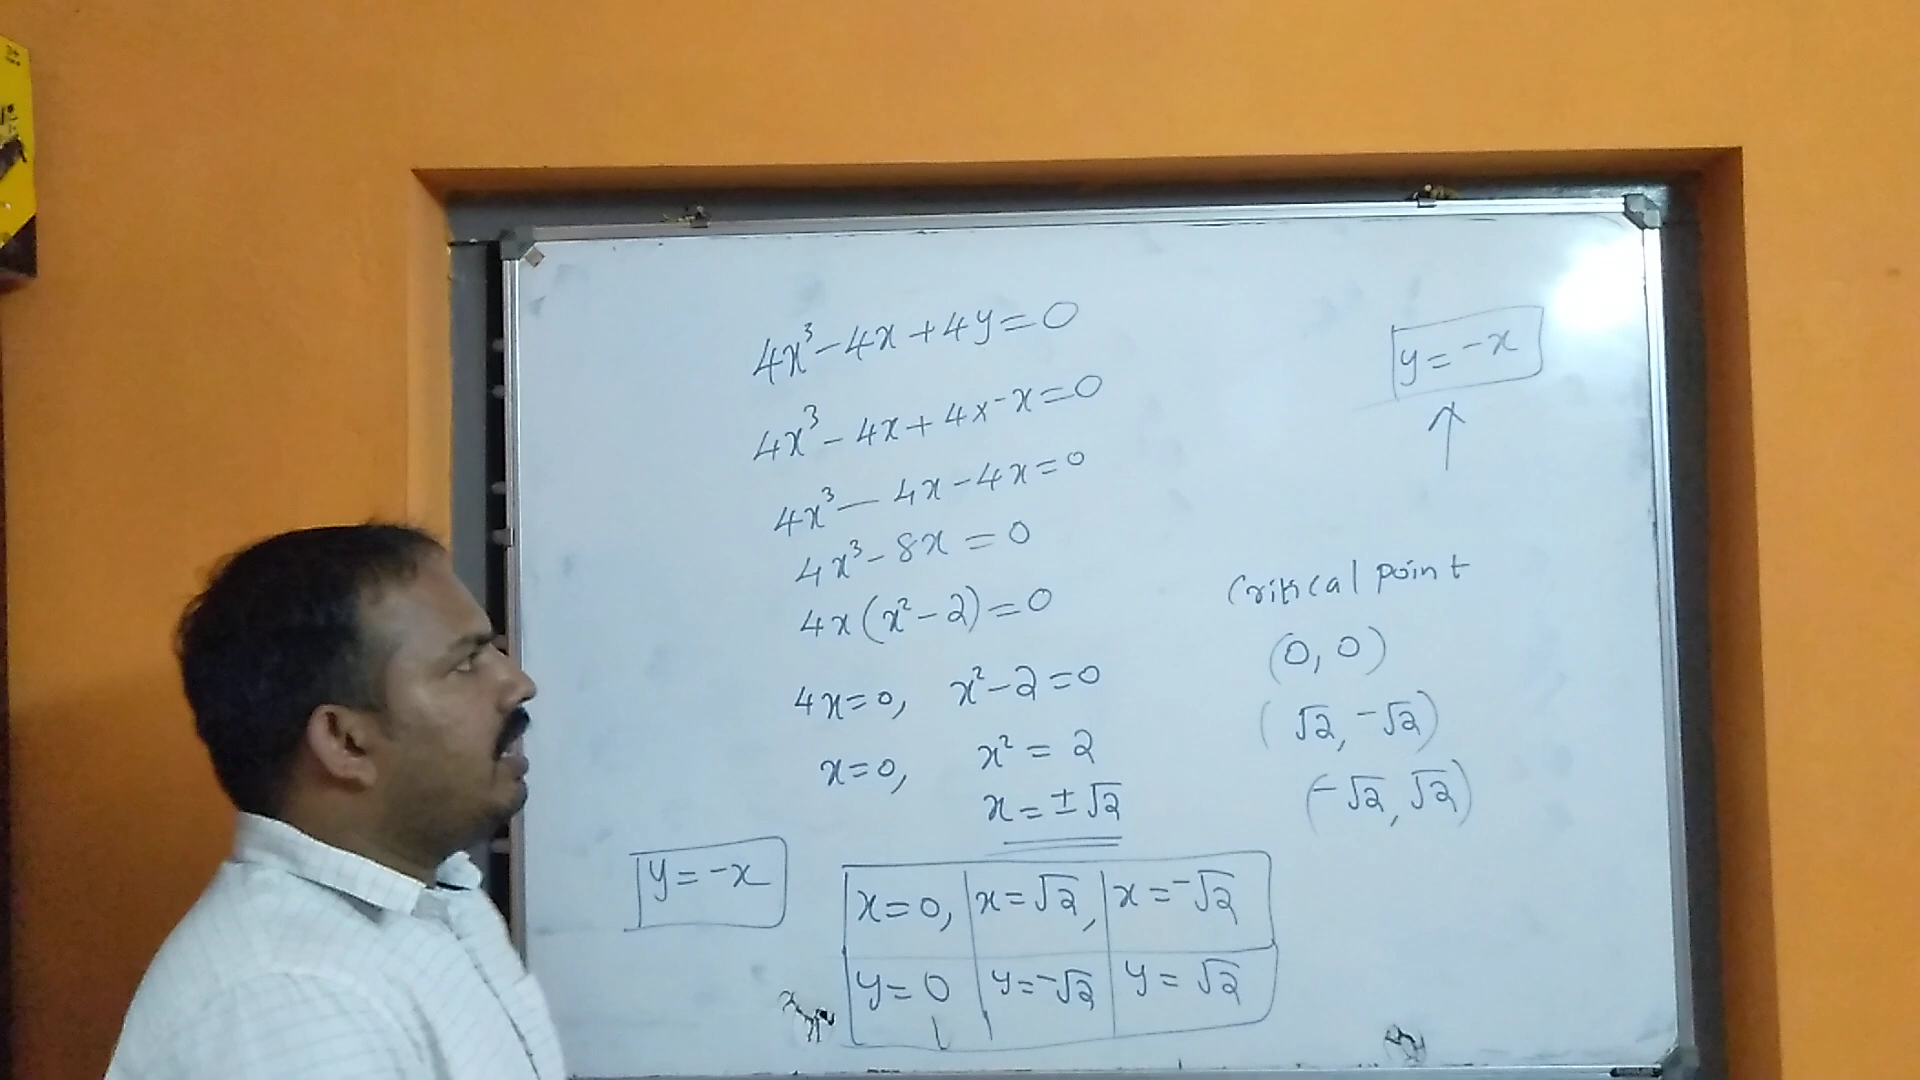 4x³-4x+4y=0
4x³-4x+4x-x=0
4x³-4x-4x=0
4x³-8x=0
4x(x²-2)=0
4x=0, x²-2=0
x=0, x²=2
x=±√2
y=-x
x=0, x=√2, x=-√2
y=0 y=-√2 y=√2
y=-x
Critical point
(0,0)
(√2,-√2)
(-√2,√2)